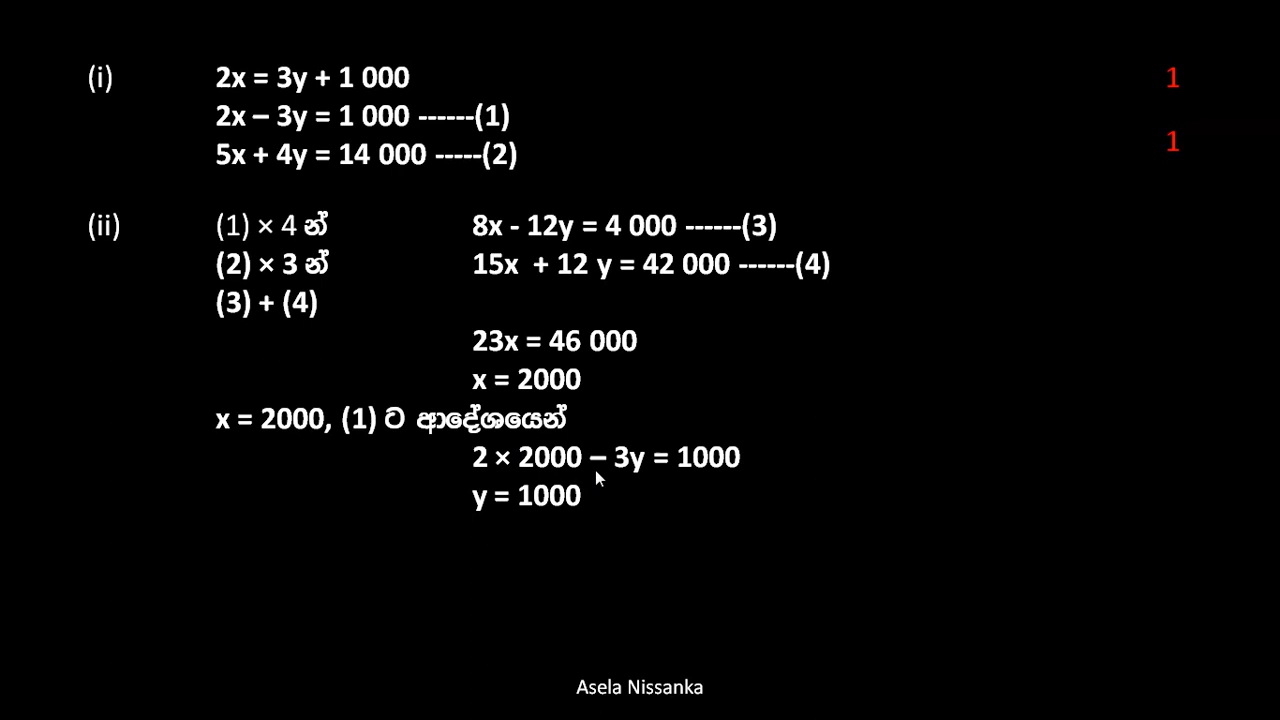 (i) 2x = 3y + 1 000 1
2x – 3y = 1 000 ------(1)
5x + 4y = 14 000 -----(2) 1
(ii) (1) × 4 න් 8x - 12y = 4 000 ------(3)
(2) × 3 න් 15x + 12 y = 42 000 ------(4)
(3) + (4)
23x = 46 000
x = 2000
x = 2000, (1) ට ආදේශයෙන්
2 × 2000 – 3y = 1000
y = 1000
Asela Nissanka